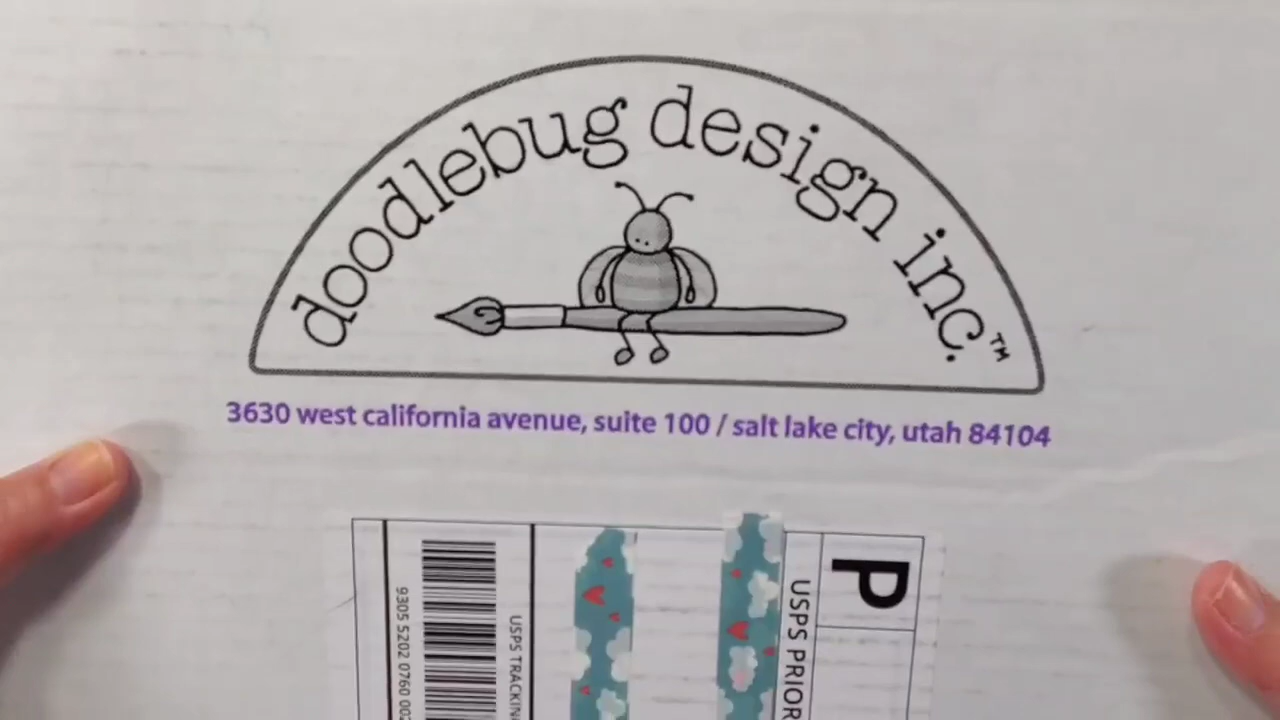 doodlebug design inc.™
3630 west california avenue, suite 100 / salt lake city, utah 84104
P
USPS PRIOR
USPS TRACKIN
9305 5202 0760 00